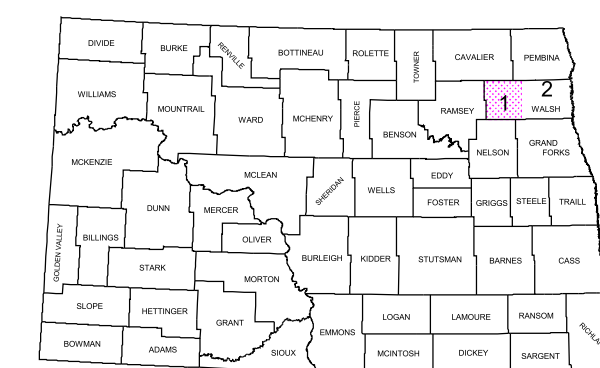 DIVIDE
BURKE
RENVILLE
BOTTINEAU
ROLETTE
TOWNER
CAVALIER
PEMBINA
WILLIAMS
MOUNTRAIL
WARD
MCHENRY
PIERCE
BENSON
RAMSEY
1
2
WALSH
NELSON
GRAND
FORKS
MCKENZIE
DUNN
MCLEAN
MERCER
OLIVER
SHERIDAN
WELLS
EDDY
FOSTER
GRIGGS
STEELE
TRAILL
GOLDEN VALLEY
BILLINGS
STARK
MORTON
BURLEIGH
KIDDER
STUTSMAN
BARNES
CASS
SLOPE
HETTINGER
GRANT
BOWMAN
ADAMS
SIOUX
EMMONS
LOGAN
LAMOURE
RANSOM
RICHLA
MCINTOSH
DICKEY
SARGENT